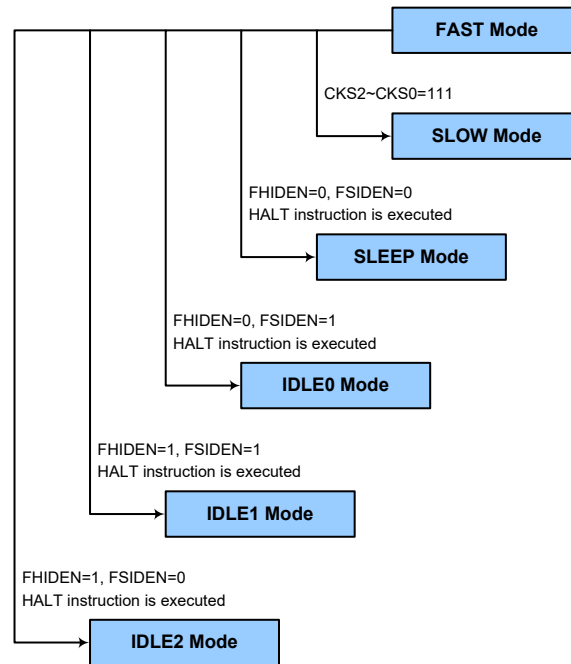 FAST Mode
CKS2~CKS0=111
SLOW Mode
FHIDEN=0, FSIDEN=0
HALT instruction is executed
SLEEP Mode
FHIDEN=0, FSIDEN=1
HALT instruction is executed
IDLE0 Mode
FHIDEN=1, FSIDEN=1
HALT instruction is executed
IDLE1 Mode
FHIDEN=1, FSIDEN=0
HALT instruction is executed
IDLE2 Mode